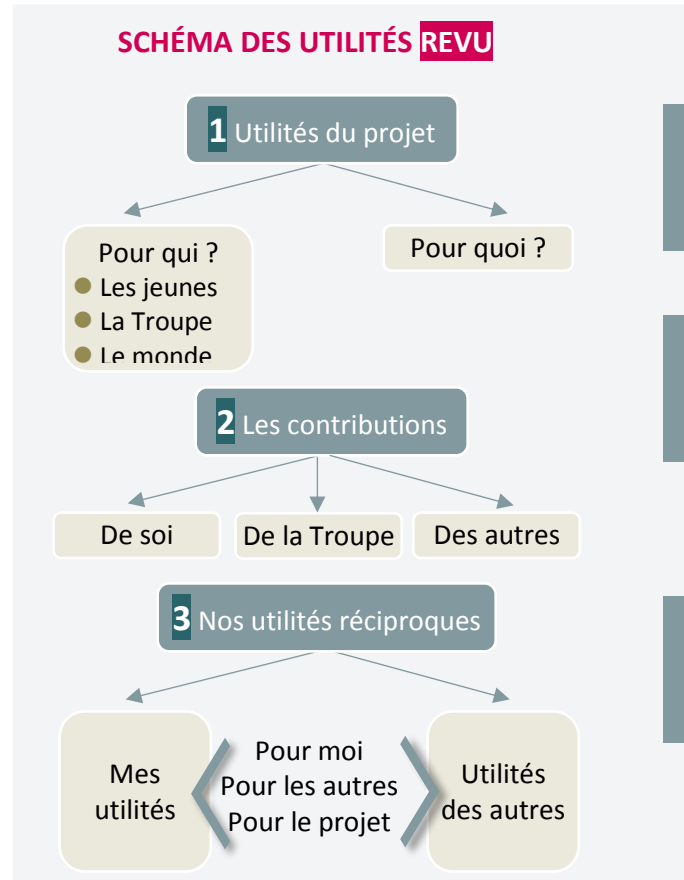 SCHÉMA DES UTILITÉS REVU
1 Utilités du projet
Pour qui ?
Les jeunes
La Troupe
Le monde
Pour quoi ?
2 Les contributions
De soi
De la Troupe
Des autres
3 Nos utilités réciproques
Mes
utilités
Pour moi
Pour les autres
Pour le projet
Utilités
des autres